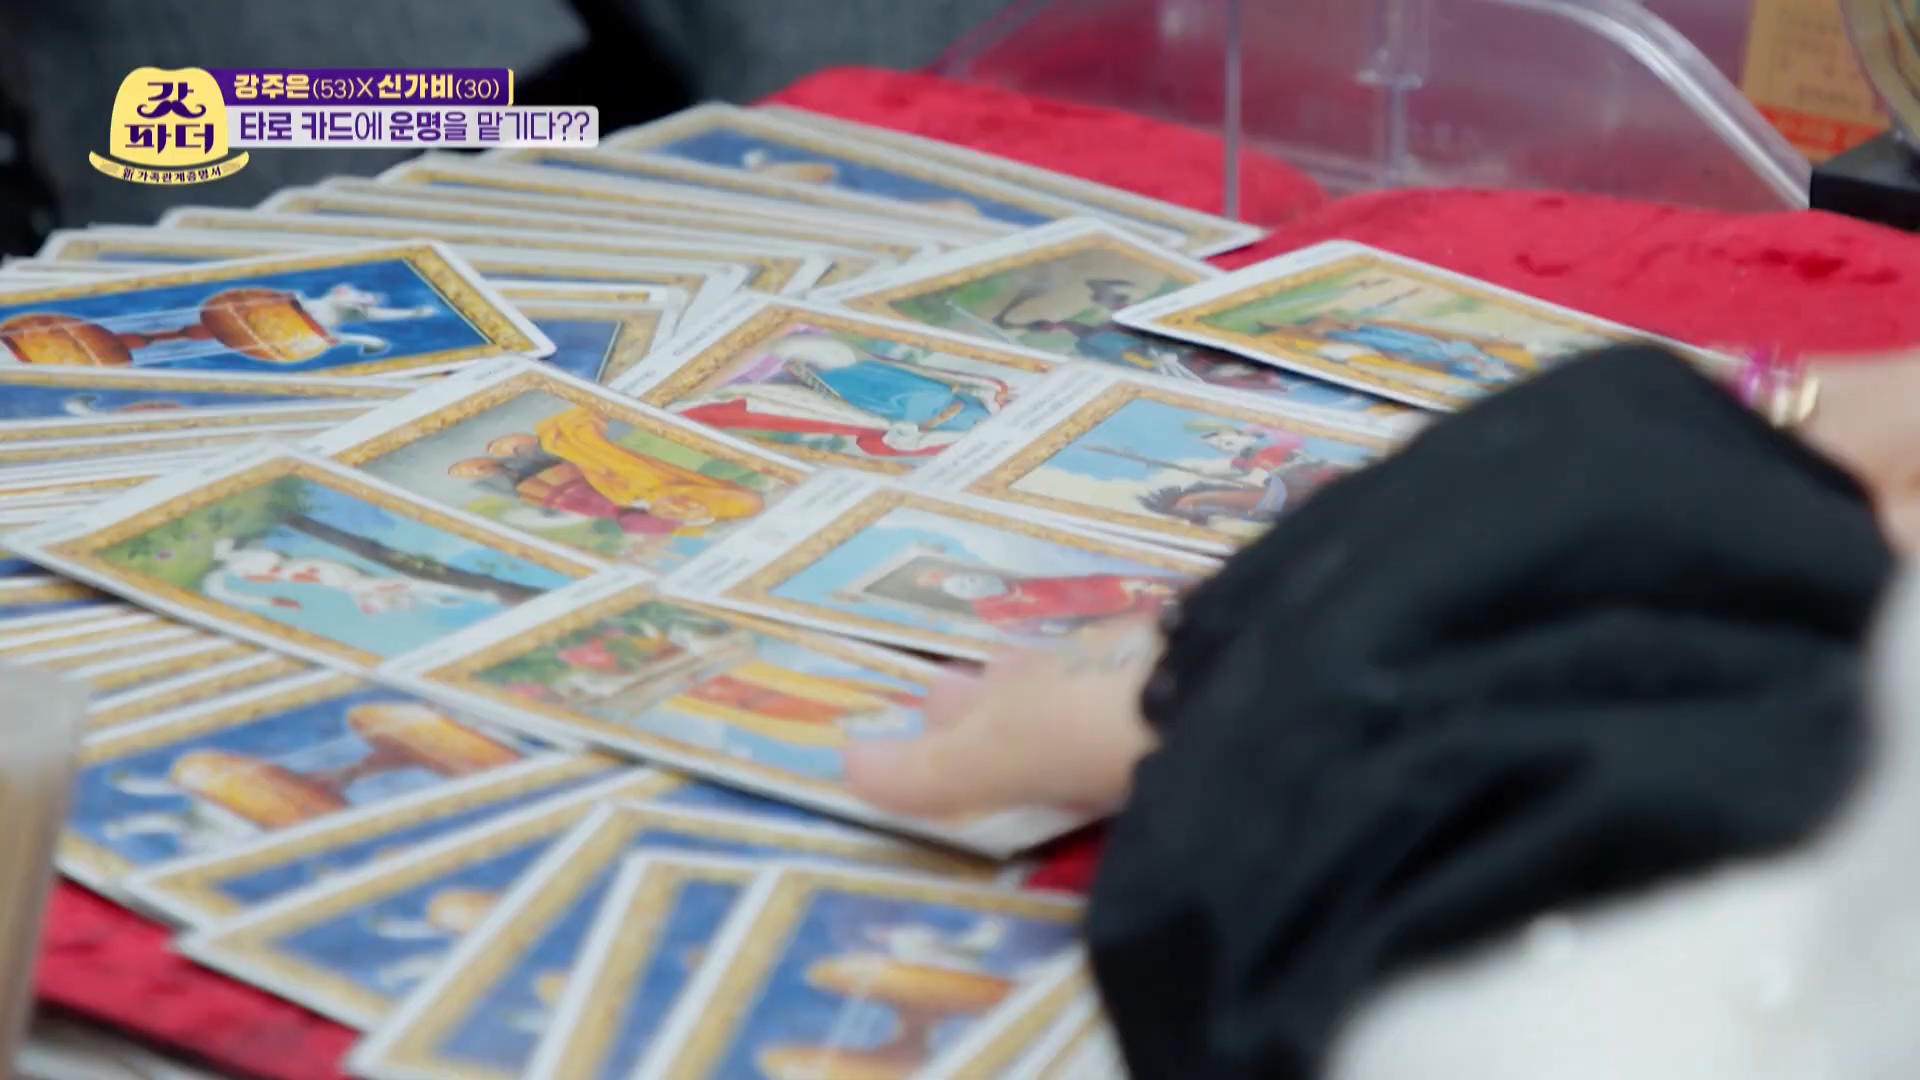 갓
파더
新 가족관계증명서
강주은(53)X신가비(30)
타로 카드에 운명을 맡기다??